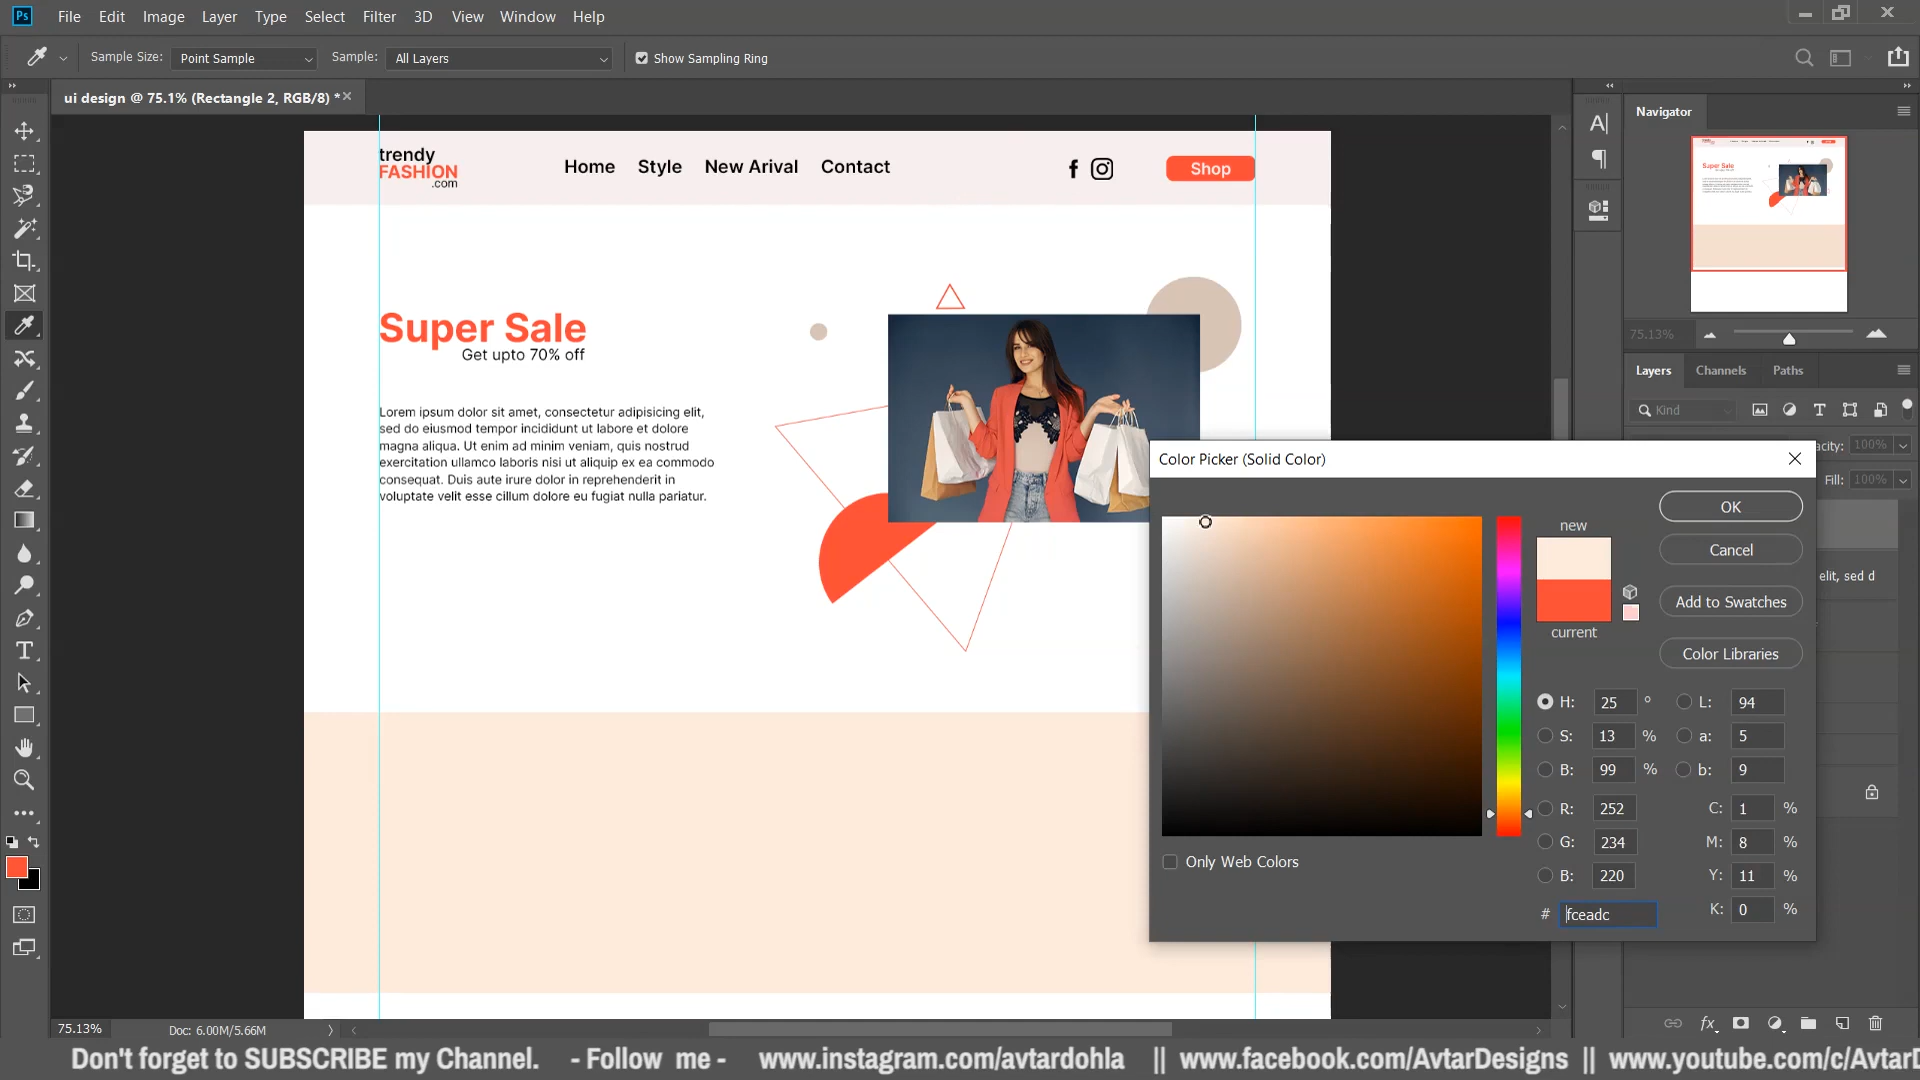 Ps File Edit Image Layer Type Select Filter 3D View Window Help
Sample Size: Point Sample Sample: All Layers Show Sampling Ring
ui design @ 75.1% (Rectangle 2, RGB/8) *
Navigator
trendy
FASHION
.com
Home Style New Arival Contact
Shop
Super Sale
Get upto 70% off
Lorem ipsum dolor sit amet, consectetur adipisicing elit,
sed do eiusmod tempor incididunt ut labore et dolore
magna aliqua. Ut enim ad minim veniam, quis nostrud
exercitation ullamco laboris nisi ut aliquip ex ea commodo
consequat. Duis aute irure dolor in reprehenderit in
voluptate velit esse cillum dolore eu fugiat nulla pariatur.
Super Sale
75.13%
Layers Channels Paths
Kind
acity: 100%
Fill: 100%
elit, sed d
Color Picker (Solid Color)
new
current
OK
Cancel
Add to Swatches
Color Libraries
H: 25 ° L: 94
S: 13 % a: 5
B: 99 % b: 9
R: 252 C: 1 %
G: 234 M: 8 %
B: 220 Y: 11 %
# fceadc K: 0 %
Only Web Colors
75.13% Doc: 6.00M/5.66M
Don't forget to SUBSCRIBE my Channel. - Follow me - www.instagram.com/avtardohla || www.facebook.com/AvtarDesigns || www.youtube.com/c/AvtarD